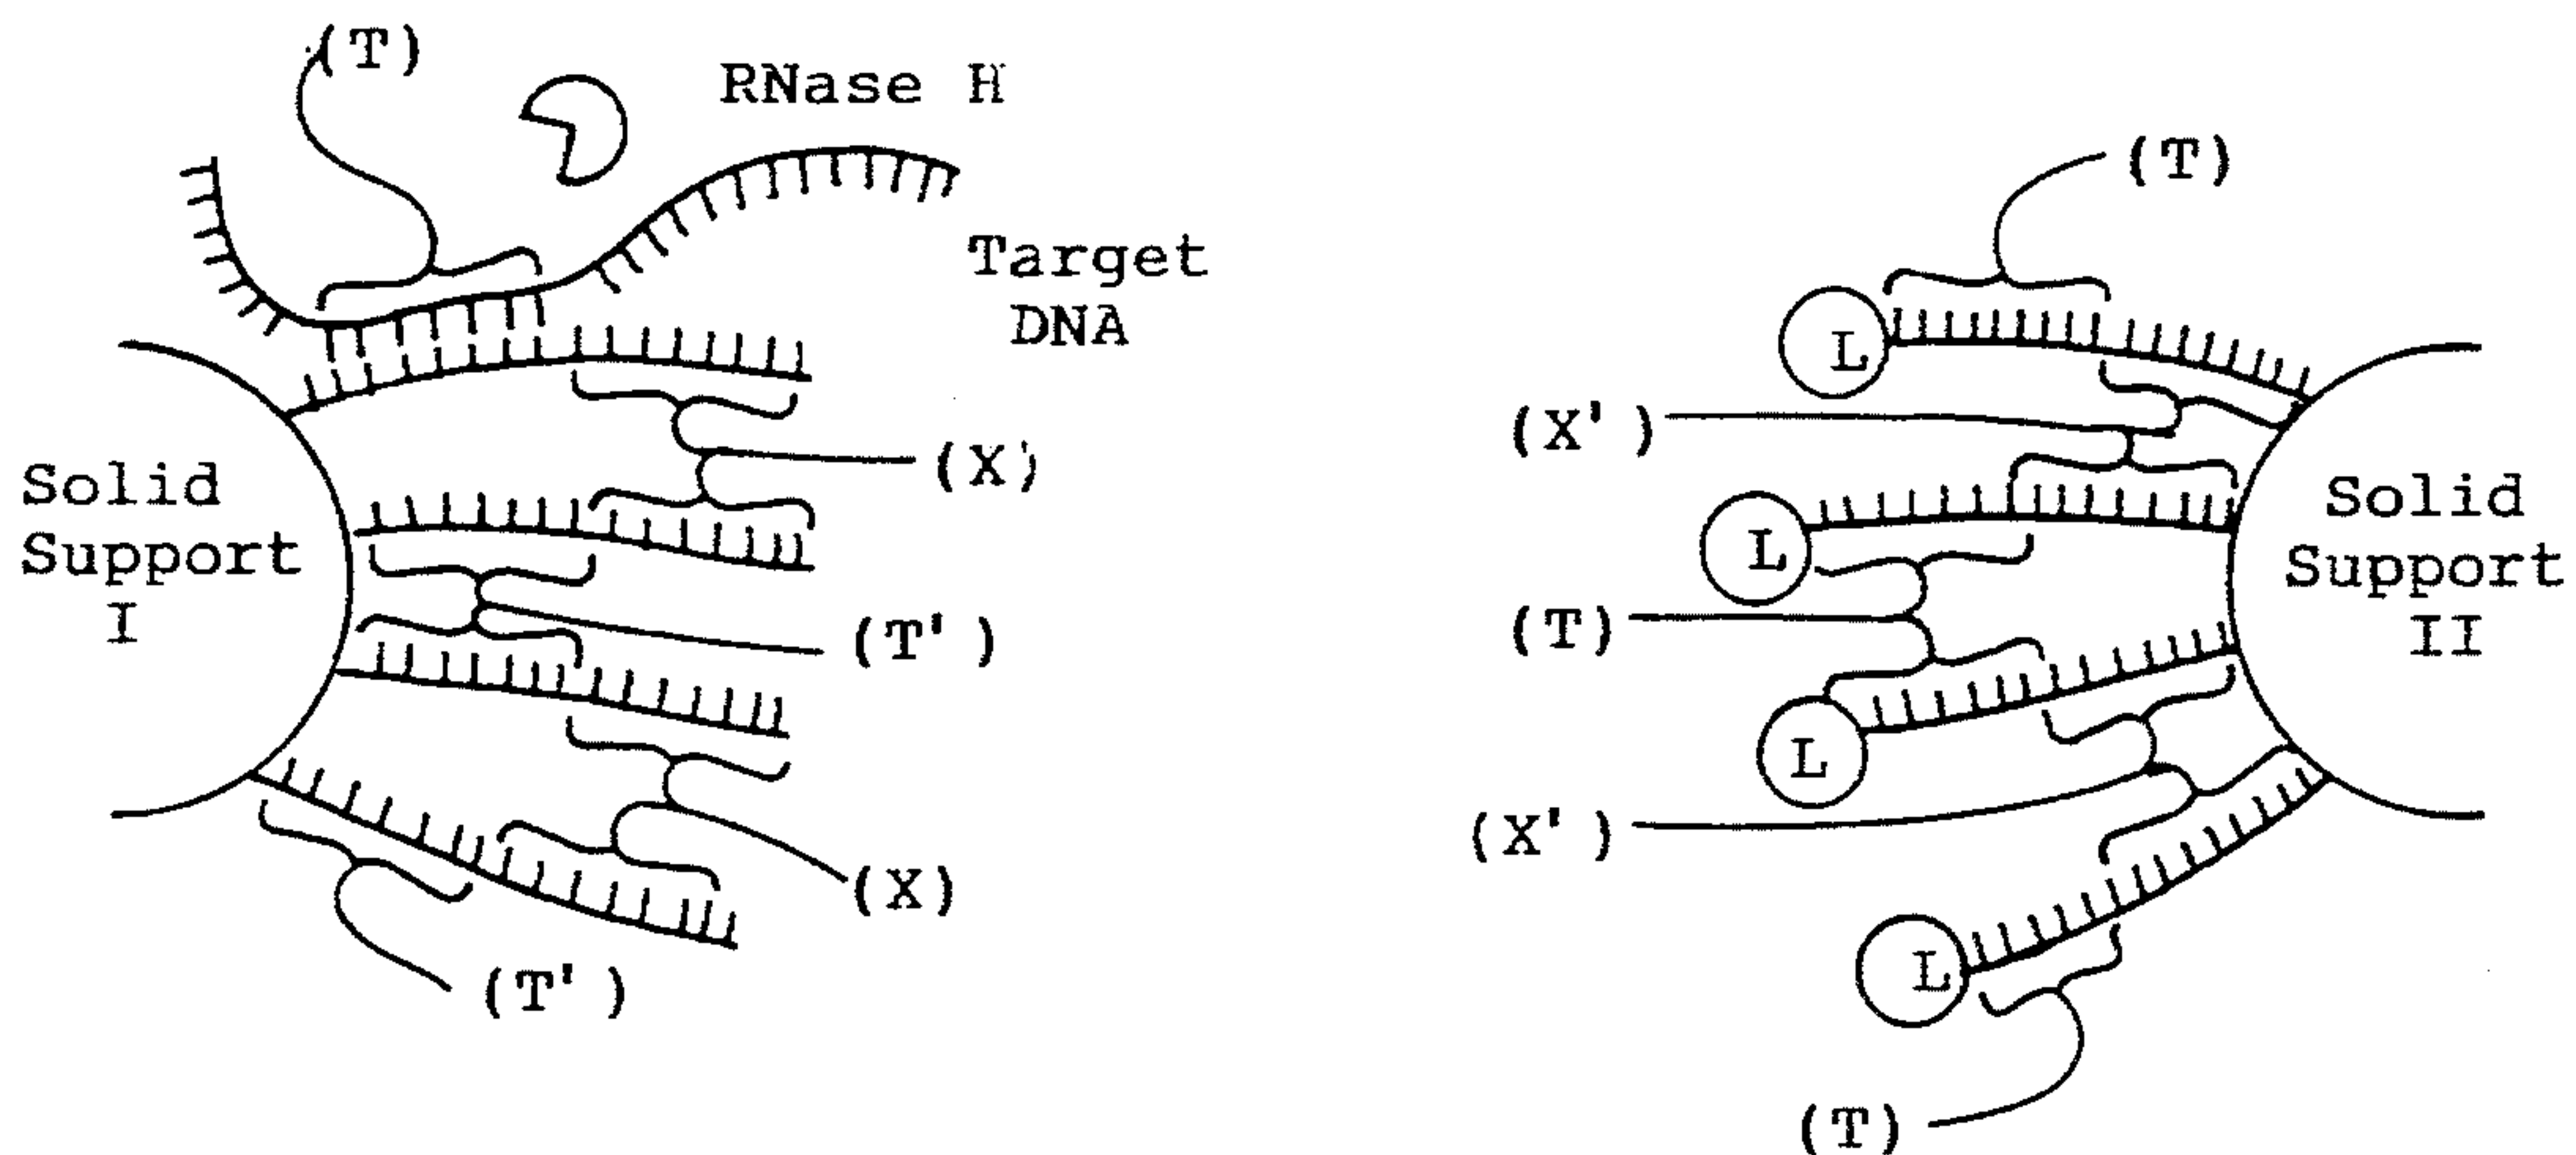 (T)
RNase H
Target
DNA
(X)
Solid
Support
I
(T')
(X)
(T')
(T)
L
(X')
L
Solid
Support
II
(T)
L
(X')
L
(T)